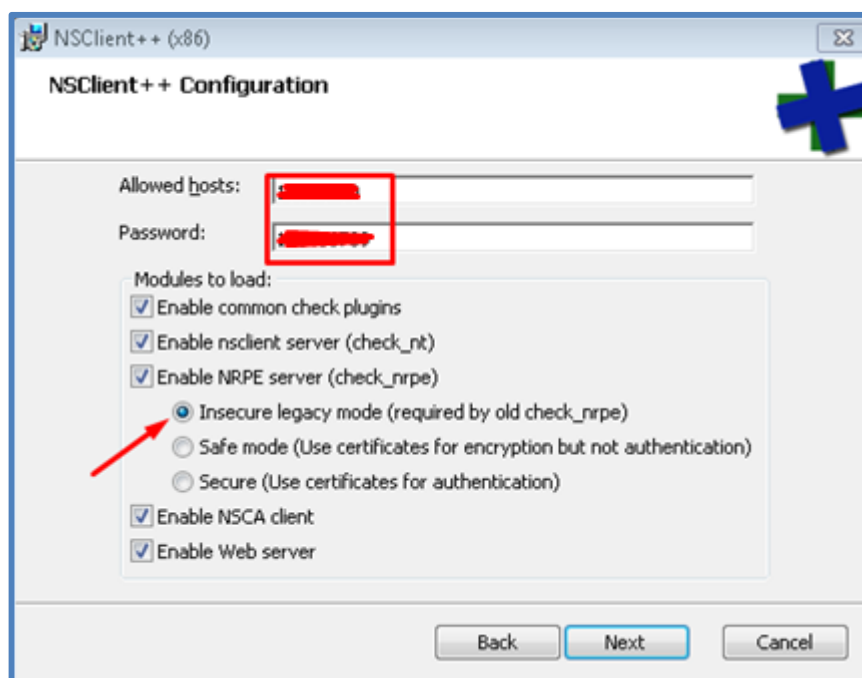 NSClient++ (x86)
NSClient++ Configuration
Allowed hosts:
Password:
Modules to load:
Enable common check plugins
Enable nsclient server (check_nt)
Enable NRPE server (check_nrpe)
Insecure legacy mode (required by old check_nrpe)
Safe mode (Use certificates for encryption but not authentication)
Secure (Use certificates for authentication)
Enable NSCA client
Enable Web server
Back Next Cancel